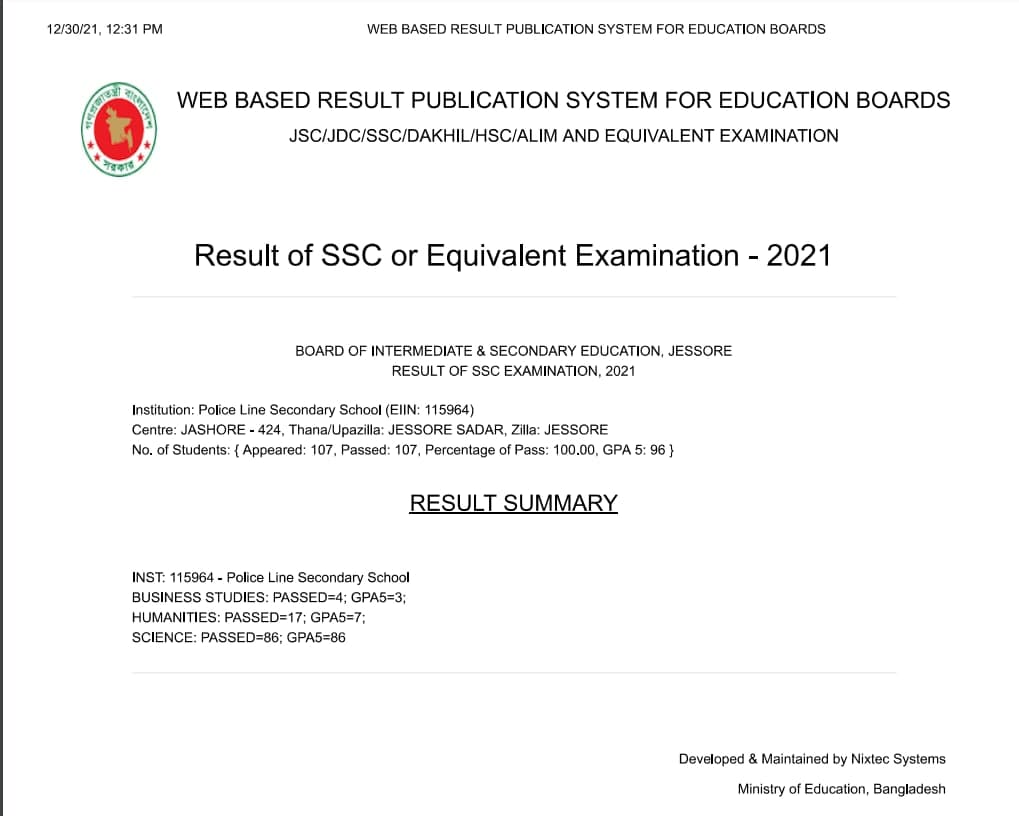 12/30/21, 12:31 PM
WEB BASED RESULT PUBLICATION SYSTEM FOR EDUCATION BOARDS
গণপ্রজাতন্ত্রী বাংলাদেশ
সরকার
WEB BASED RESULT PUBLICATION SYSTEM FOR EDUCATION BOARDS
JSC/JDC/SSC/DAKHIL/HSC/ALIM AND EQUIVALENT EXAMINATION
Result of SSC or Equivalent Examination - 2021
BOARD OF INTERMEDIATE & SECONDARY EDUCATION, JESSORE
RESULT OF SSC EXAMINATION, 2021
Institution: Police Line Secondary School (EIIN: 115964)
Centre: JASHORE - 424, Thana/Upazilla: JESSORE SADAR, Zilla: JESSORE
No. of Students: { Appeared: 107, Passed: 107, Percentage of Pass: 100.00, GPA 5: 96 }
RESULT SUMMARY
INST: 115964 - Police Line Secondary School
BUSINESS STUDIES: PASSED=4; GPA5=3;
HUMANITIES: PASSED=17; GPA5=7;
SCIENCE: PASSED=86; GPA5=86
Developed & Maintained by Nixtec Systems
Ministry of Education, Bangladesh